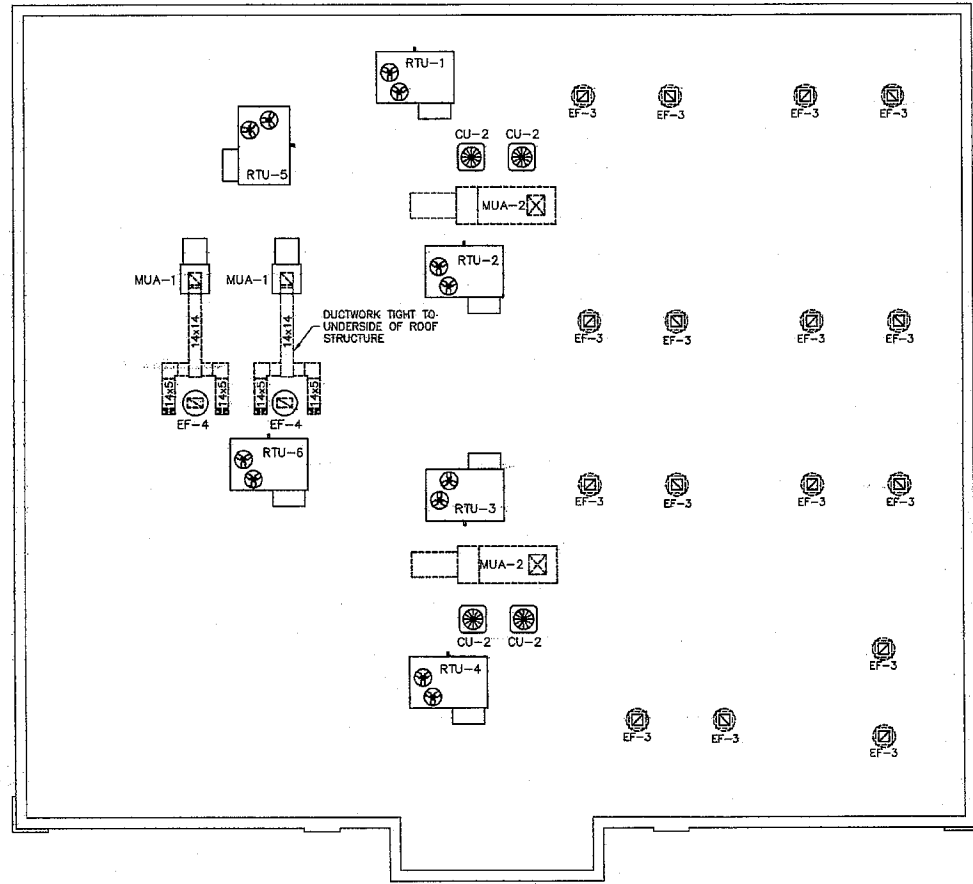 RTU-1
EF-3
EF-3
EF-3
EF-3
CU-2
CU-2
RTU-5
MUA-2
RTU-2
MUA-1
MUA-1
14x14
14x14
DUCTWORK TIGHT TO
UNDERSIDE OF ROOF
STRUCTURE
EF-3
EF-3
EF-3
EF-3
14x5
14x5
14x5
14x5
EF-4
EF-4
RTU-6
RTU-3
EF-3
EF-3
EF-3
EF-3
MUA-2
CU-2
CU-2
RTU-4
EF-3
EF-3
EF-3
EF-3